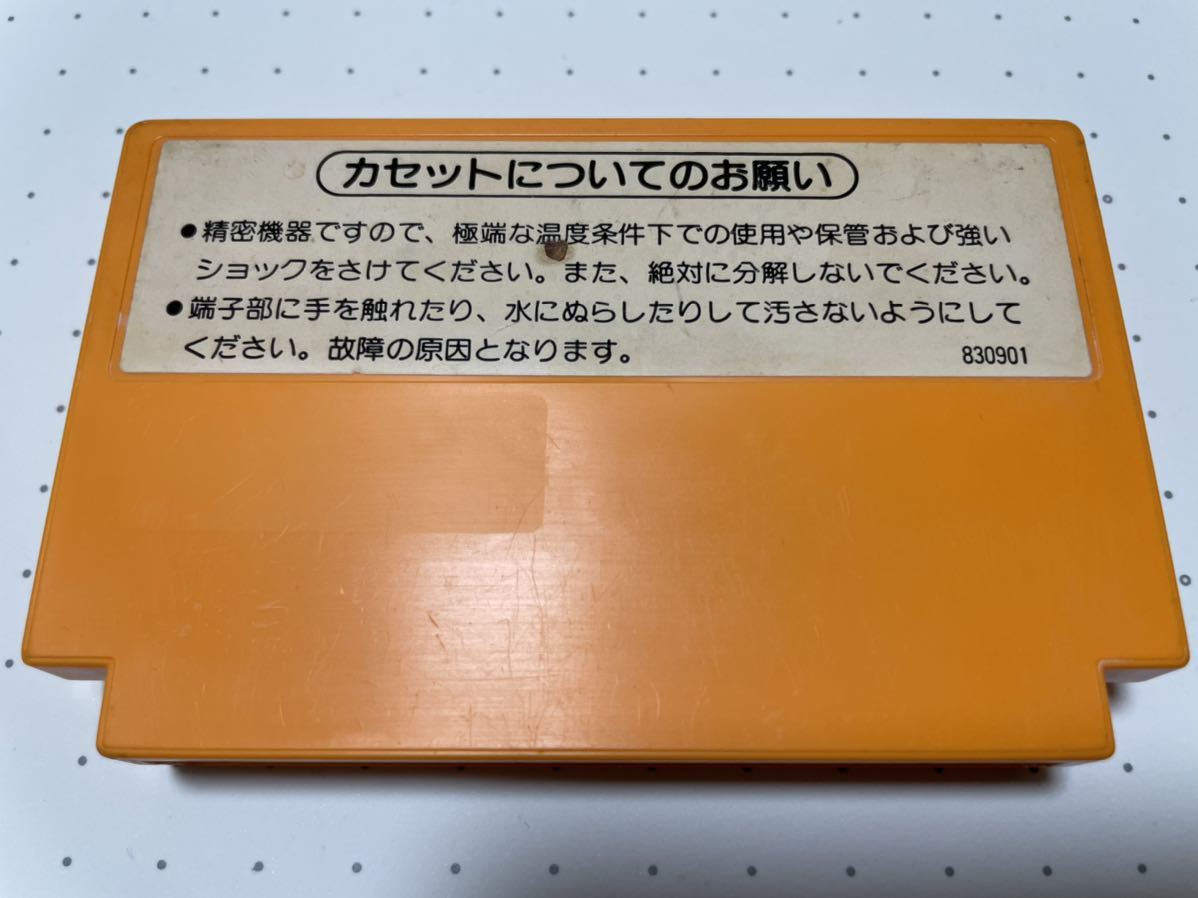 カセットについてのお願い
●精密機器ですので、極端な温度条件下での使用や保管および強い
ショックをさけてください。また、絶対に分解しないでください。
●端子部に手を触れたり、水にぬらしたりして汚さないようにして
ください。故障の原因となります。 830901